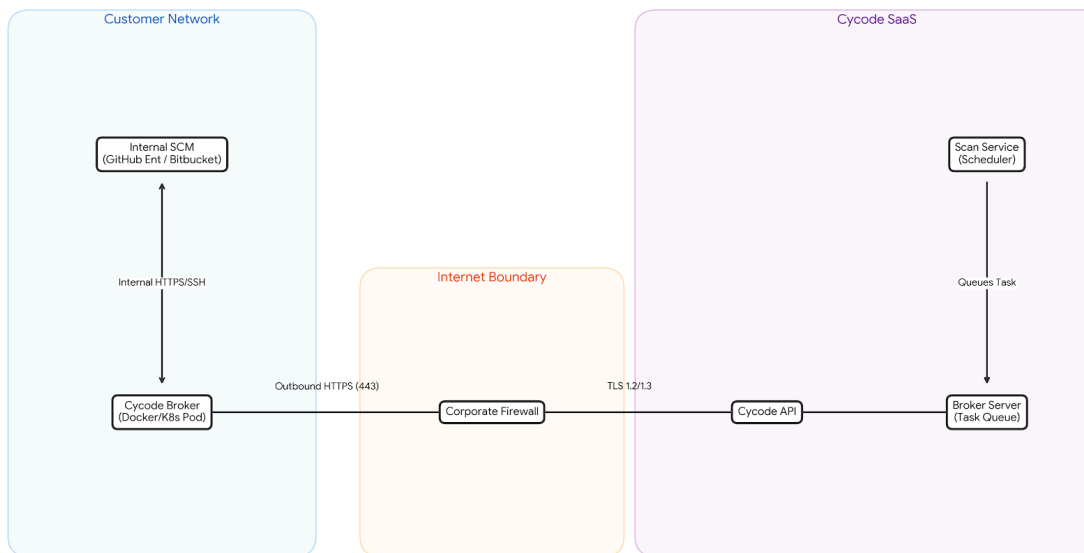 Customer Network
Cycode SaaS
Internal SCM
(GitHub Ent / Bitbucket)
Scan Service
(Scheduler)
Internet Boundary
Internal HTTPS/SSH
Queues Task
Outbound HTTPS (443)
TLS 1.2/1.3
Cycode Broker
(Docker/K8s Pod)
Corporate Firewall
Cycode API
Broker Server
(Task Queue)